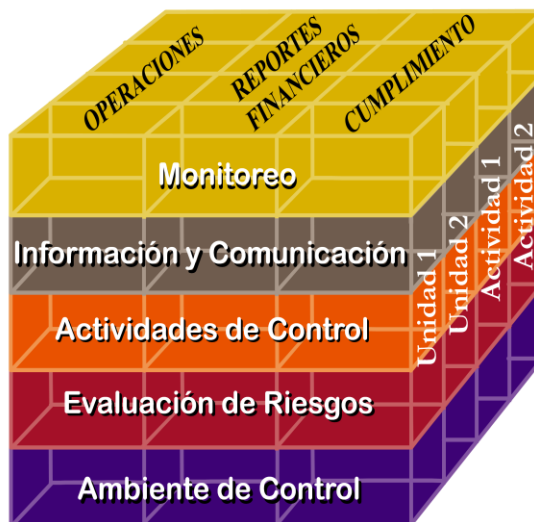 OPERACIONES
REPORTES
FINANCIEROS
CUMPLIMIENTO
Monitoreo
Información y Comunicación
Actividades de Control
Evaluación de Riesgos
Ambiente de Control
Unidad 1
Unidad 2
Actividad 1
Actividad 2